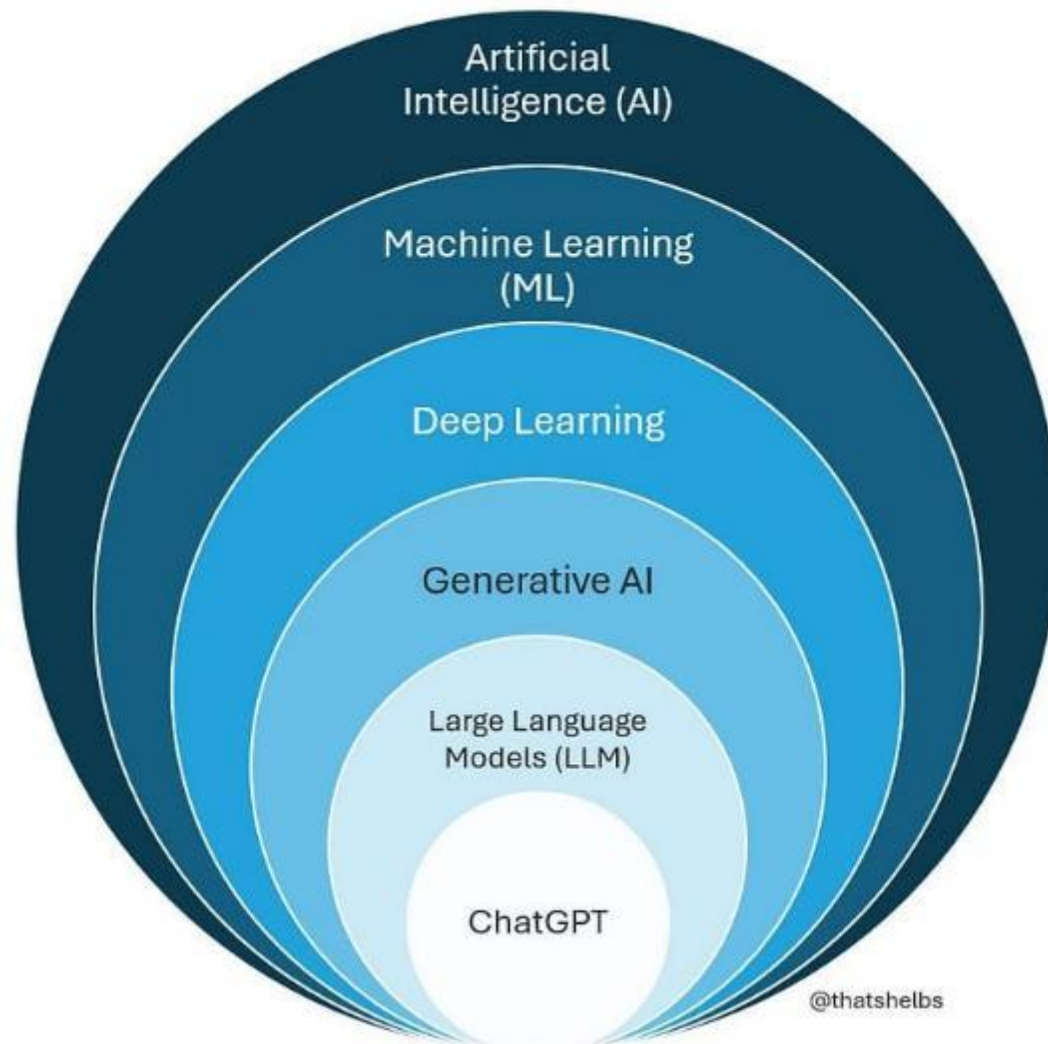 Artificial
Intelligence (AI)
Machine Learning
(ML)
Deep Learning
Generative AI
Large Language
Models (LLM)
ChatGPT
@thatshelbs